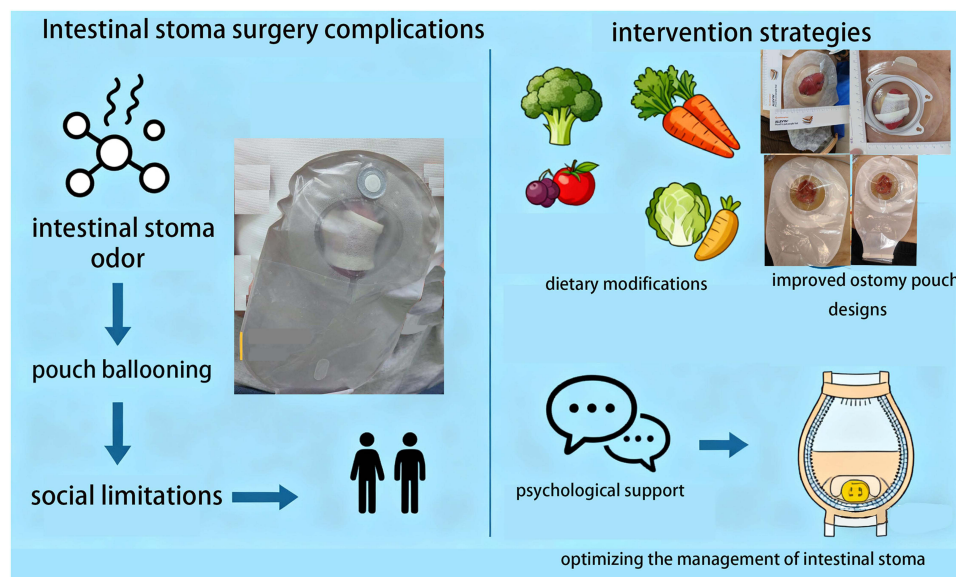 Intestinal stoma surgery complications
intestinal stoma
odor
pouch ballooning
social limitations
intervention strategies
dietary modifications
improved ostomy pouch
designs
psychological support
optimizing the management of intestinal stoma